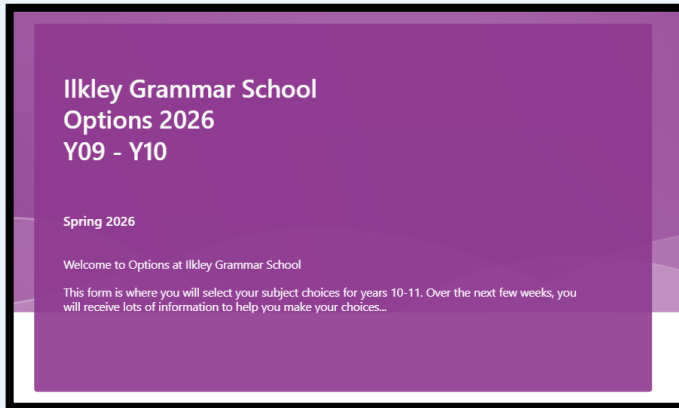 Ilkley Grammar School
Options 2026
Y09 - Y10
Spring 2026
Welcome to Options at Ilkley Grammar School
This form is where you will select your subject choices for years 10-11. Over the next few weeks, you
will receive lots of information to help you make your choices...